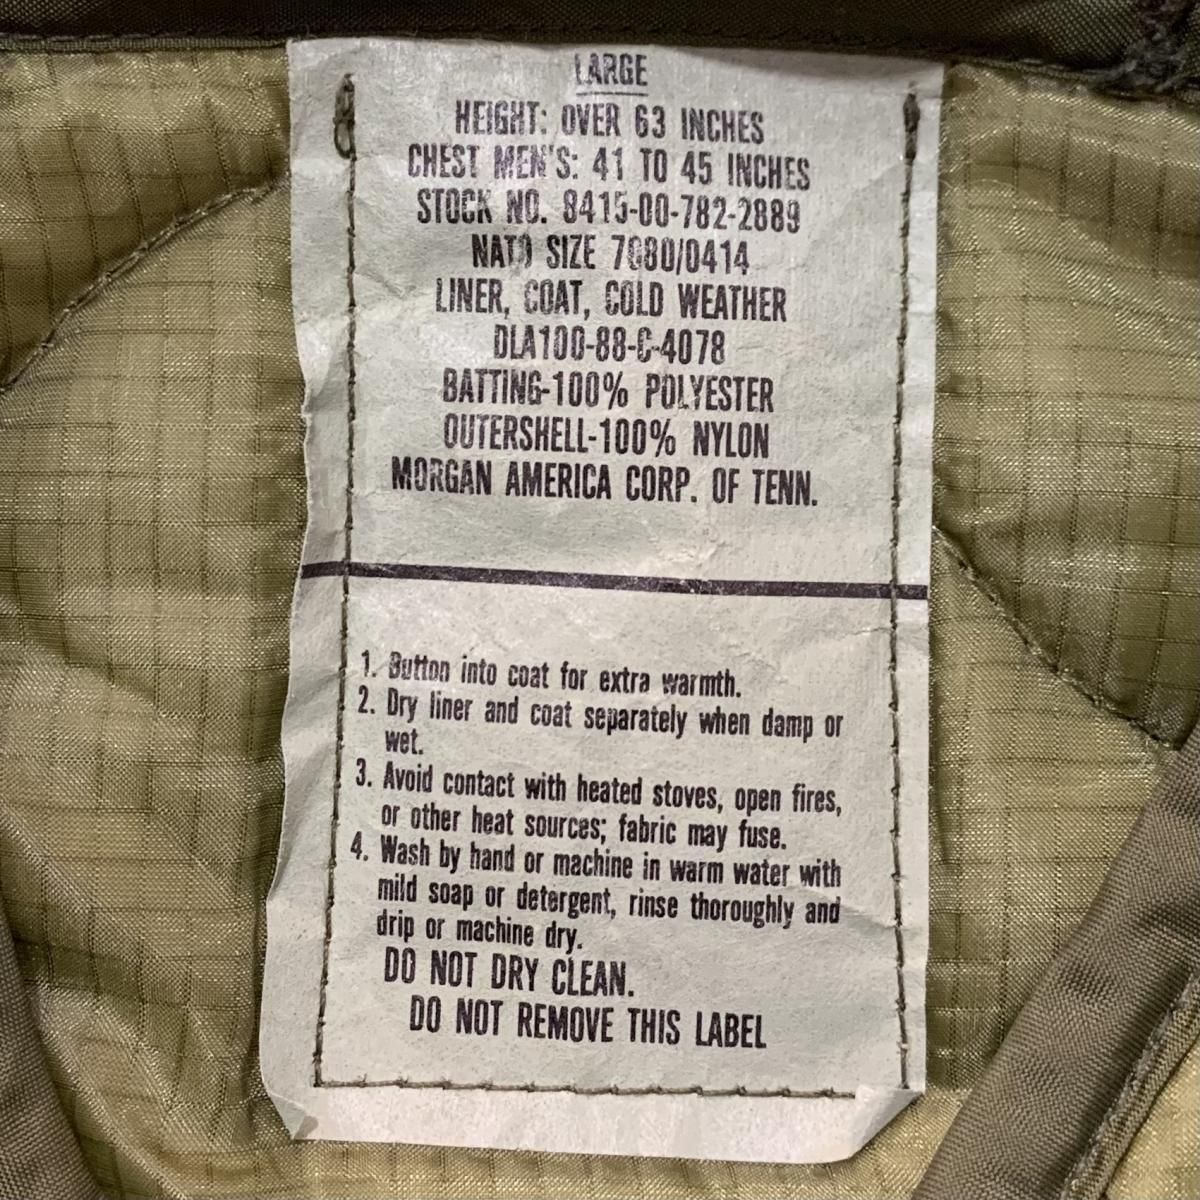 LARGE
HEIGHT: OVER 63 INCHES
CHEST MEN'S: 41 TO 45 INCHES
STOCK NO. 8415-00-782-2889
NATO SIZE 7080/0414
LINER, COAT, COLD WEATHER
DLA100-88-C-4078
BATTING-100% POLYESTER
OUTERSHELL-100% NYLON
MORGAN AMERICA CORP. OF TENN.
1. Button into coat for extra warmth.
2. Dry liner and coat separately when damp or
wet.
3. Avoid contact with heated stoves, open fires,
or other heat sources; fabric may fuse.
4. Wash by hand or machine in warm water with
mild soap or detergent, rinse thoroughly and
drip or machine dry.
DO NOT DRY CLEAN.
DO NOT REMOVE THIS LABEL